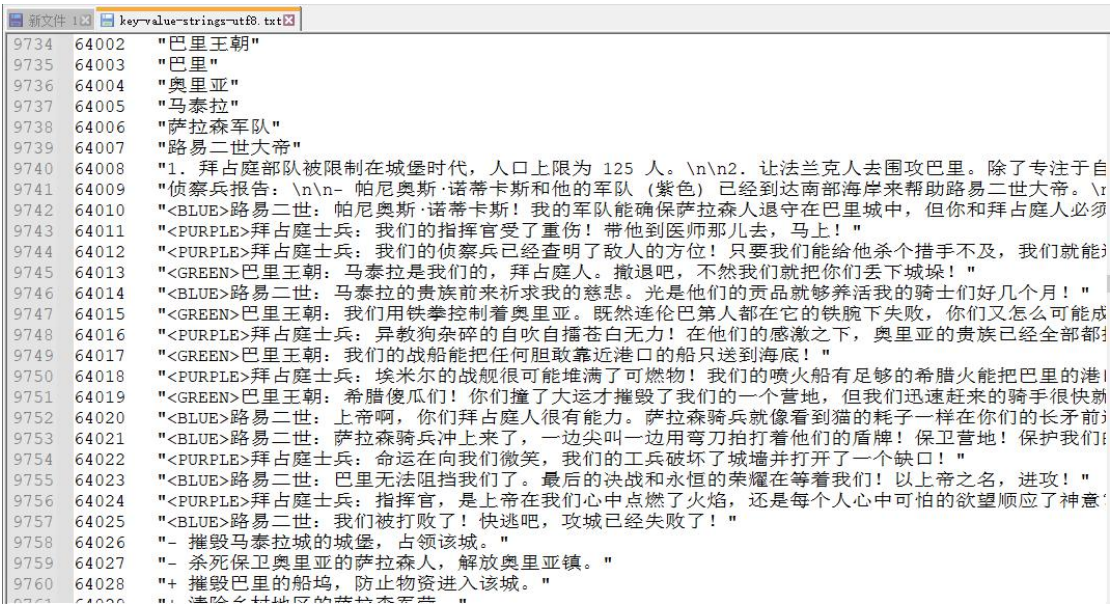 新文件 1 key-value-strings-utf8.txt
9734 64002 "巴里王朝"
9735 64003 "巴里"
9736 64004 "奥里亚"
9737 64005 "马泰拉"
9738 64006 "萨拉森军队"
9739 64007 "路易二世大帝"
9740 64008 "1. 拜占庭部队被限制在城堡时代，人口上限为 125 人。\n\n2. 让法兰克人去围攻巴里。除了专注于自
9741 64009 "侦察兵报告：\n\n- 帕尼奥斯·诺蒂卡斯和他的军队 (紫色) 已经到达南部海岸来帮助路易二世大帝。\
9742 64010 "<BLUE>路易二世：帕尼奥斯·诺蒂卡斯！我的军队能确保萨拉森人退守在巴里城中，但你和拜占庭人必须
9743 64011 "<PURPLE>拜占庭士兵：我们的指挥官受了重伤！带他到医师那儿去，马上！"
9744 64012 "<PURPLE>拜占庭士兵：我们的侦察兵已经查明了敌人的方位！只要我们能给他杀个措手不及，我们就能
9745 64013 "<GREEN>巴里王朝：马泰拉是我们的，拜占庭人。撤退吧，不然我们就把你们丢下城垛！"
9746 64014 "<BLUE>路易二世：马泰拉的贵族前来祈求我的慈悲。光是他们的贡品就够养活我的骑士们好几个月！"
9747 64015 "<GREEN>巴里王朝：我们用铁拳控制着奥里亚。既然连伦巴第人都在它的铁腕下失败，你们又怎么可能成
9748 64016 "<PURPLE>拜占庭士兵：异教狗杂碎的自吹自擂苍白无力！在他们的感激之下，奥里亚的贵族已经全部都
9749 64017 "<GREEN>巴里王朝：我们的战船能把任何胆敢靠近港口的船只送到海底！"
9750 64018 "<PURPLE>拜占庭士兵：埃米尔的战舰很可能堆满了可燃物！我们的喷火船有足够的希腊火能把巴里的港
9751 64019 "<GREEN>巴里王朝：希腊傻瓜们！你们撞了大运才摧毁了我们的一个营地，但我们迅速赶来的骑手很快就
9752 64020 "<BLUE>路易二世：上帝啊，你们拜占庭人很有能力。萨拉森骑兵就像看到猫的耗子一样在你们的长矛前
9753 64021 "<BLUE>路易二世：萨拉森骑兵冲上来了，一边尖叫一边用弯刀拍打着他们的盾牌！保卫营地！保护我们
9754 64022 "<PURPLE>拜占庭士兵：命运在向我们微笑，我们的工兵破坏了城墙并打开了一个缺口！"
9755 64023 "<BLUE>路易二世：巴里无法阻挡我们了。最后的决战和永恒的荣耀在等着我们！以上帝之名，进攻！"
9756 64024 "<PURPLE>拜占庭士兵：指挥官，是上帝在我们心中点燃了火焰，还是每个人心中可怕的欲望顺应了神意
9757 64025 "<BLUE>路易二世：我们被打败了！快逃吧，攻城已经失败了！"
9758 64026 "- 摧毁马泰拉城的城堡，占领该城。"
9759 64027 "- 杀死保卫奥里亚的萨拉森人，解放奥里亚镇。"
9760 64028 "+ 摧毁巴里的船坞，防止物资进入该城。"